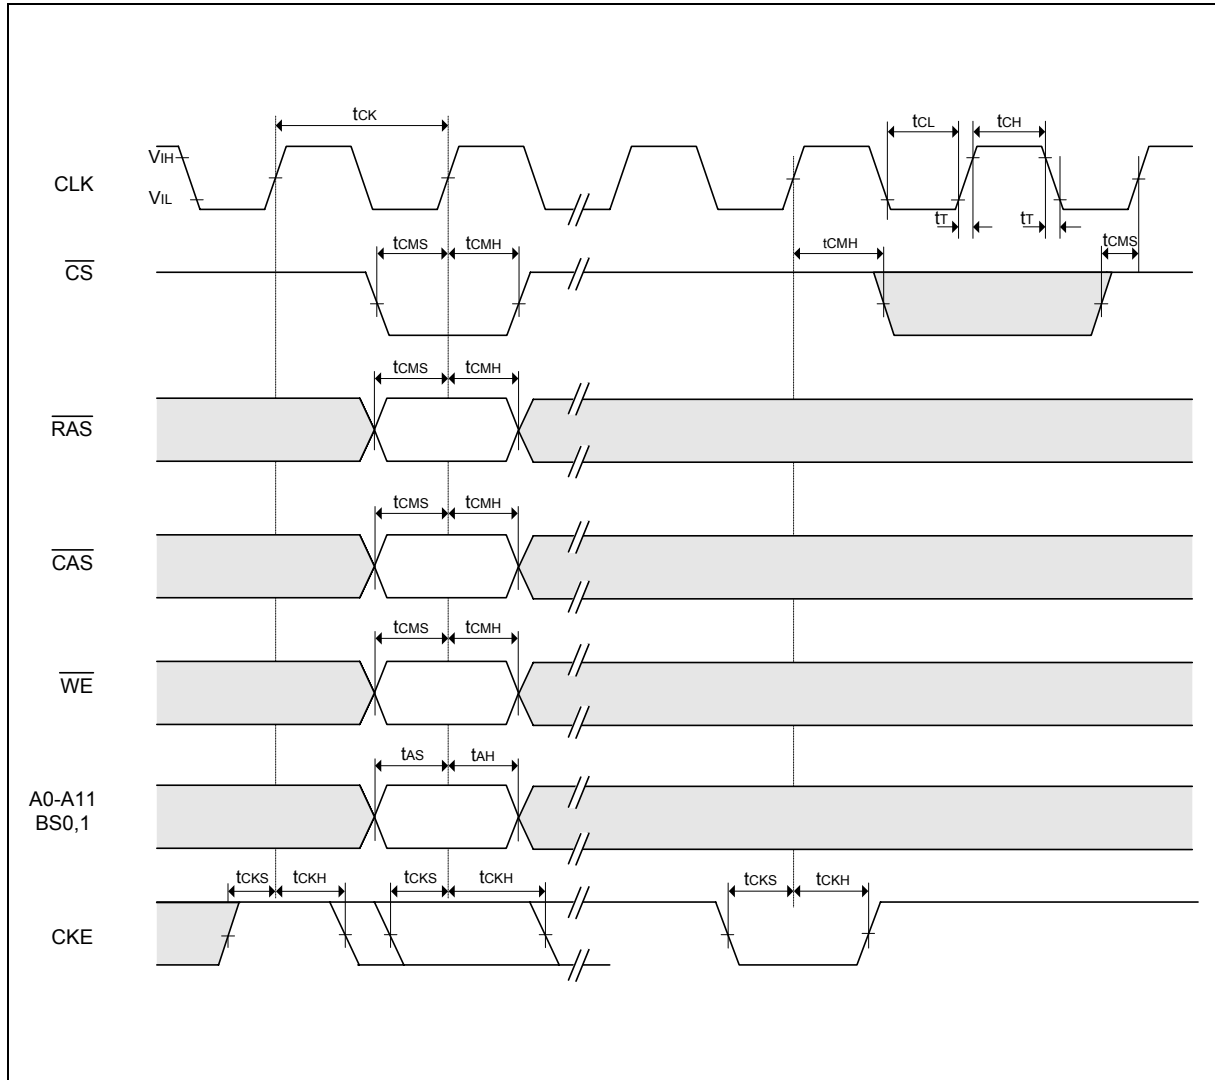 tCK
tCL
tCH
VIH
CLK
VIL
tT
tT
tCMS
tCMH
tCMH
tCMS
CS
tCMS
tCMH
RAS
tCMS
tCMH
CAS
tCMS
tCMH
WE
tAS
tAH
A0-A11
BS0,1
tCKS
tCKH
tCKS
tCKH
tCKS
tCKH
CKE